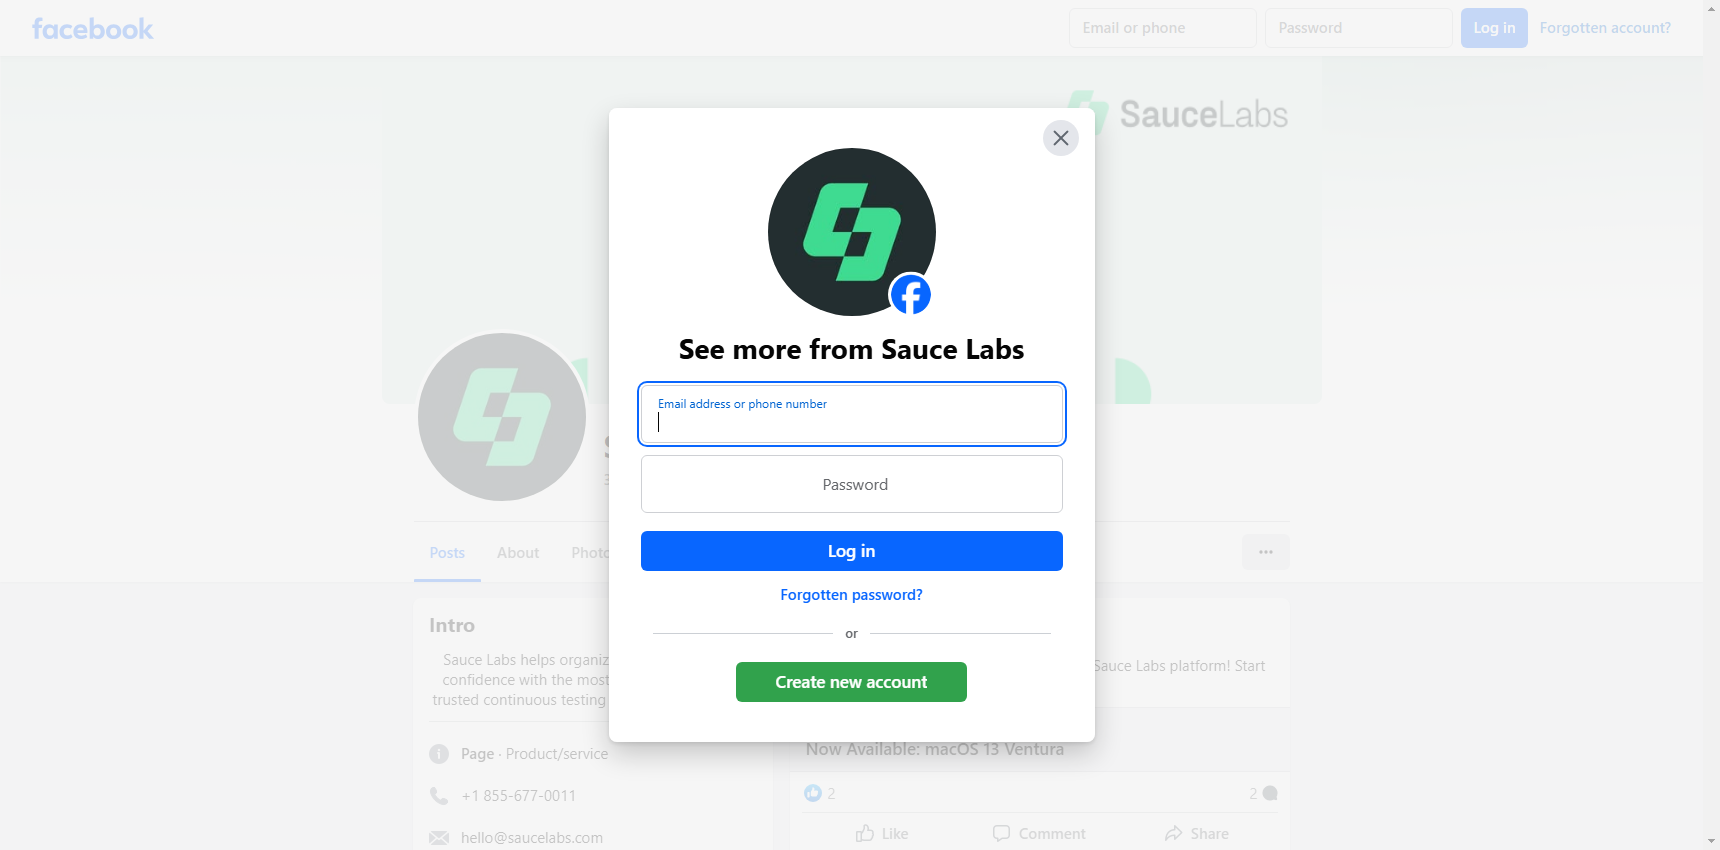 facebook
Email or phone
Password
Log in
Forgotten account?
SauceLabs
See more from Sauce Labs
Email address or phone number
Password
Log in
Forgotten password?
or
Create new account
Posts
About
Intro
Sauce Labs helps
confidence with the most
trusted continuous testing
Page · Product/service
+1 855-677-0011
hello@saucelabs.com
Sauce Labs platform! Start
Now Available: macOS 13 Ventura
2
2
Like
Comment
Share